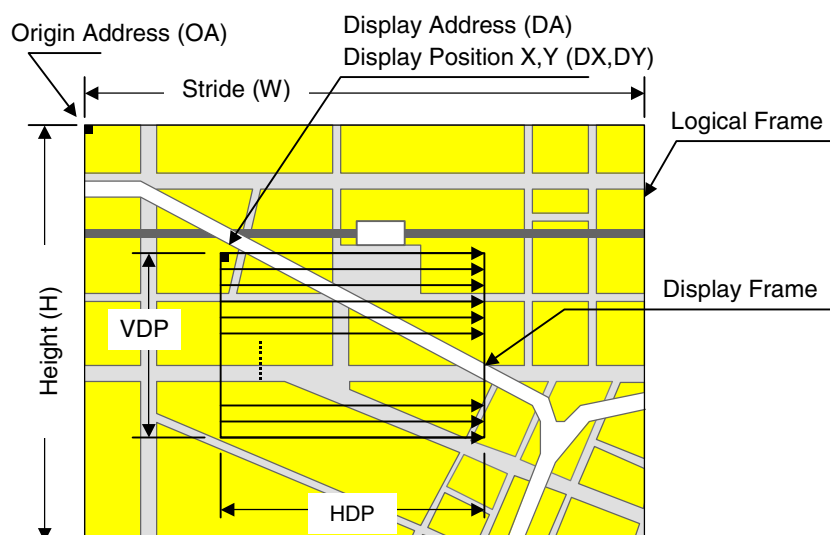 Origin Address (OA)
Display Address (DA)
Display Position X,Y (DX,DY)
Stride (W)
Logical Frame
Height (H)
VDP
Display Frame
HDP